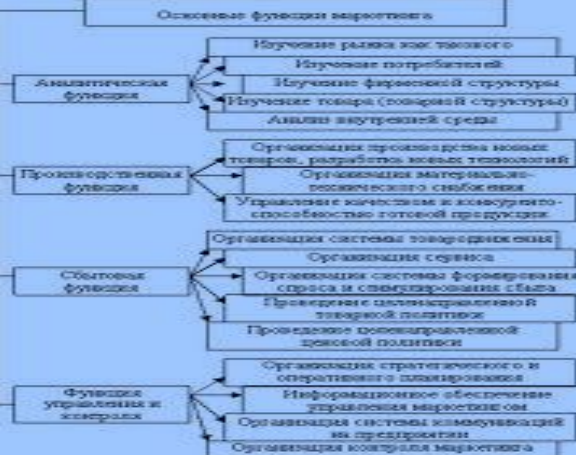 Основные функции маркетинга
Аналитическая
функция
Изучение рынка как такового
Изучение потребителей
Изучение фирменной структуры
Изучение товара (товарной структуры)
Анализ внутренней среды
Производственная
функция
Организация производства новых
товаров, разработка новых технологий
Организация материально-
технического снабжения
Управление качеством и конкуренто-
способностью готовой продукции
Сбытовая
функция
Организация системы товародвижения
Организация сервиса
Организация системы формирования
спроса и стимулирования сбыта
Проведение целенаправленной
товарной политики
Проведение целенаправленной
ценовой политики
Функция
управления и
контроля
Организация стратегического и
оперативного планирования
Информационное обеспечение
управления маркетингом
Организация системы коммуникаций
на предприятии
Организация контроля маркетинга